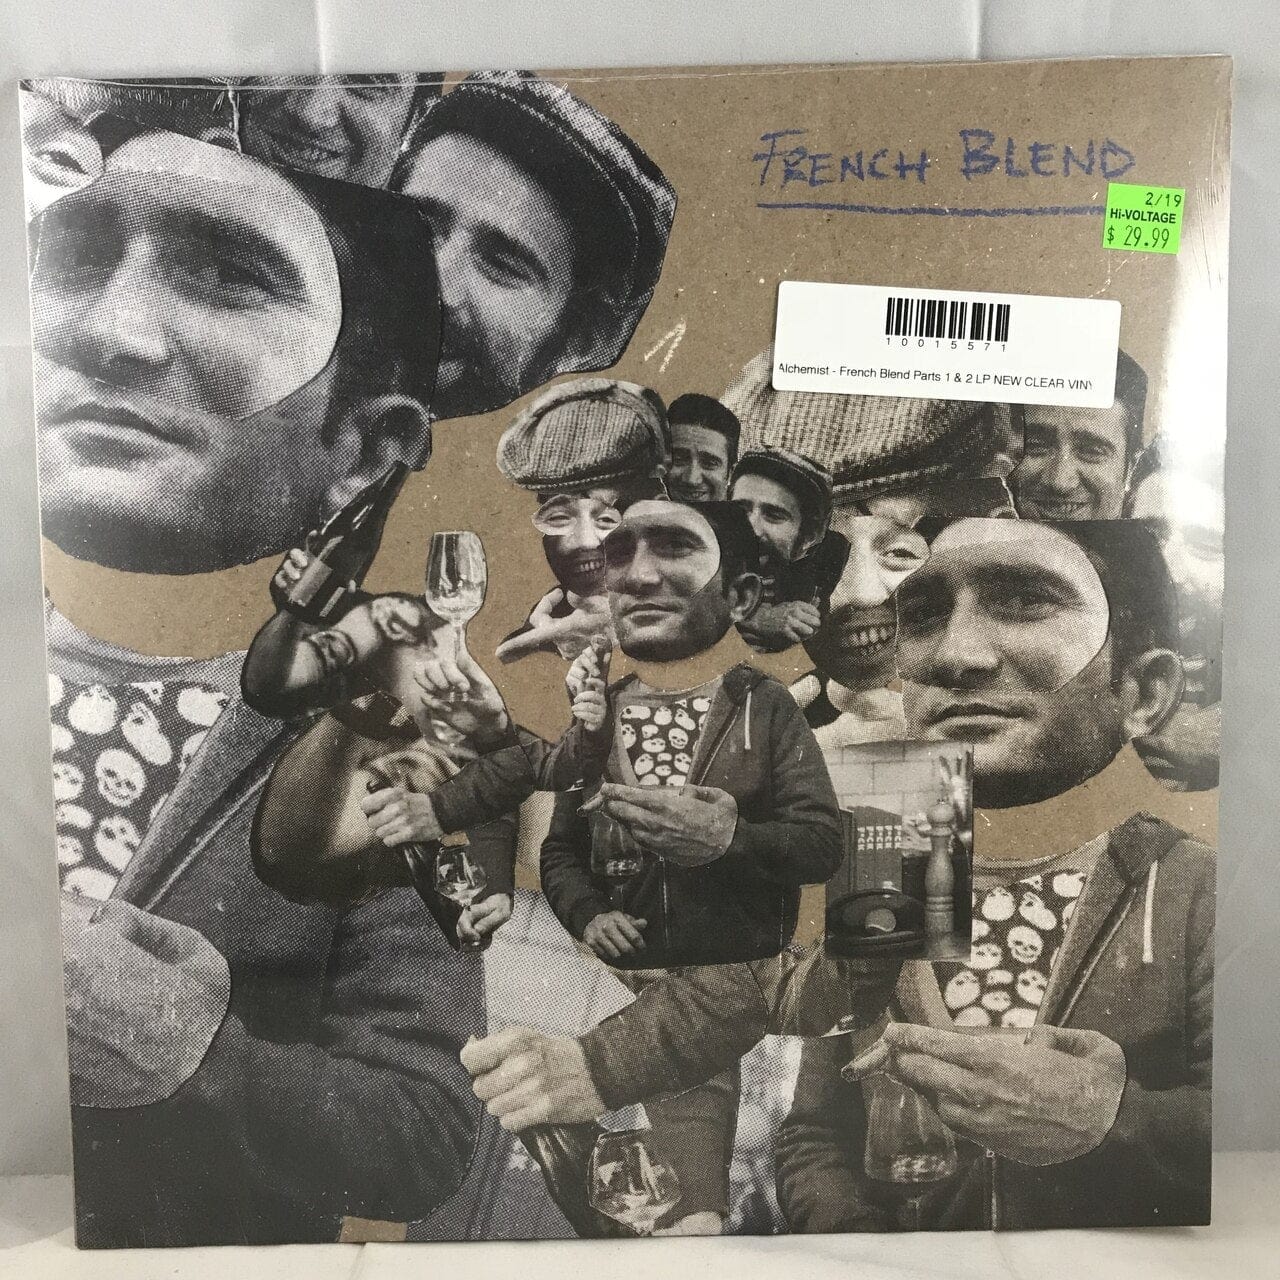 FRENCH BLEND
2/19
Hi-VOLTAGE
$ 29.99
10015571
Alchemist - French Blend Parts 1 & 2 LP NEW CLEAR VINY